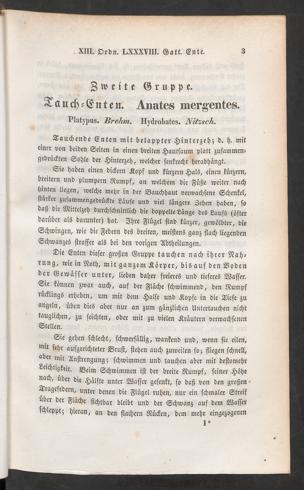 XIII. Ordn. LXXXVIII. Gatt. Ente. 3
Zweite Gruppe.
Tauch-Enten. Anates mergentes.
Platypus. Brehm. Hydrobates. Nitzsch.
Tauchende Enten mit belappter Hinterzeh; d. h. mit
einer von beiden Seiten in einen breiten Hautsaum platt zusammen-
gedrückten Sohle der Hinterzeh, welcher senkrecht herabhängt.
Sie haben einen dickern Kopf und kürzern Hals, einen kürzern,
breitern und plumpern Rumpf, an welchem die Füße weiter nach
hinten liegen, welche mehr in der Bauchhaut verwachsene Schenkel,
stärker zusammengedrückte Läufe und viel längere Zehen haben, so
daß die Mittelzeh durchschnittlich die doppelte Länge des Laufs (öfter
darüber als darunter) hat. Ihre Flügel sind kürzer, gewölbter, die
Schwingen, wie die Federn des breiten, meistens ganz flach liegenden
Schwanzes straffer als bei den vorigen Abtheilungen.
Die Enten dieser großen Gruppe tauchen nach ihrer Nah-
rung, wie in Noth, mit ganzem Körper, bis auf den Boden
der Gewässer unter, lieben daher freieres und tieferes Wasser.
Sie können zwar auch, auf der Fläche schwimmend, den Rumpf
rücklings erheben, um mit dem Halse und Kopfe in die Tiefe zu
angeln, üben dies aber nur an zum gänzlichen Untertauchen nicht
tauglichen, zu seichten, oder mit zu vielen Kräutern verwachsenen
Stellen.
Sie gehen schlecht, schwerfällig, wankend und, wenn sie eilen,
mit sehr aufgerichteter Brust, stehen auch zuweilen so; fliegen schnell,
aber mit Anstrengung; schwimmen und tauchen aber mit besonderer
Leichtigkeit. Beim Schwimmen ist der breite Rumpf, seiner Höhe
nach, über die Hälfte unter Wasser gesenkt, so daß von den großen
Tragefedern, unter denen die Flügel ruhen, nur ein schmaler Streif
über der Fläche sichtbar bleibt und der Schwanz auf dem Wasser
schleppt; hieran, an den flachern Rücken, dem mehr eingezogenen
1*